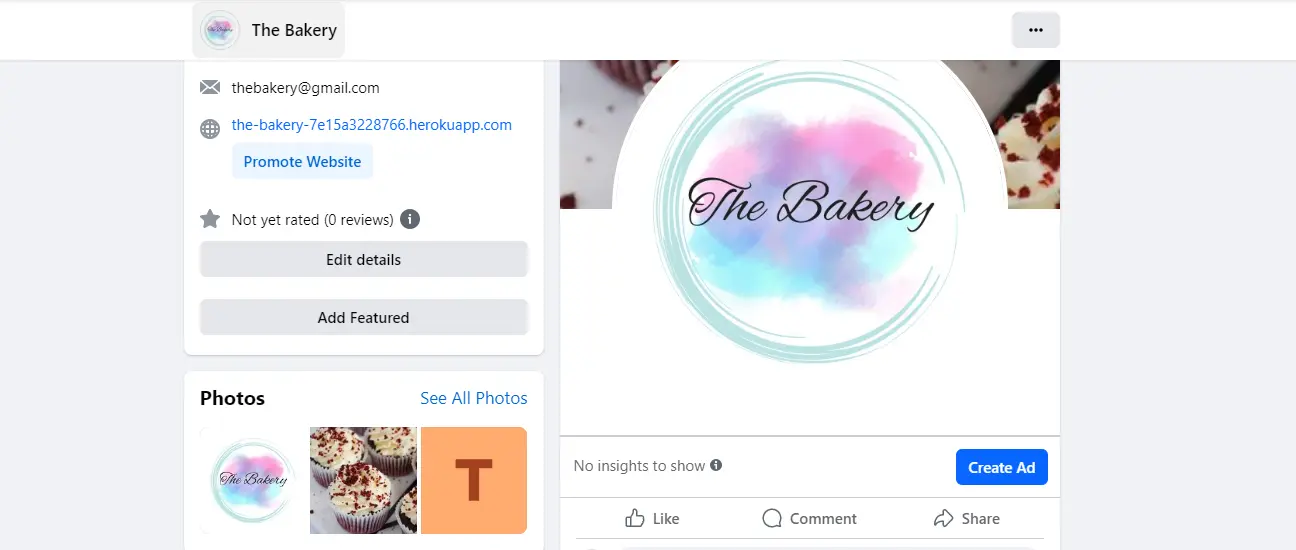 The Bakery
thebakery@gmail.com
the-bakery-7e15a3228766.herokuapp.com
Promote Website
Not yet rated (0 reviews)
Edit details
Add Featured
Photos
See All Photos
The Bakery
T
The Bakery
No insights to show
Create Ad
Like
Comment
Share